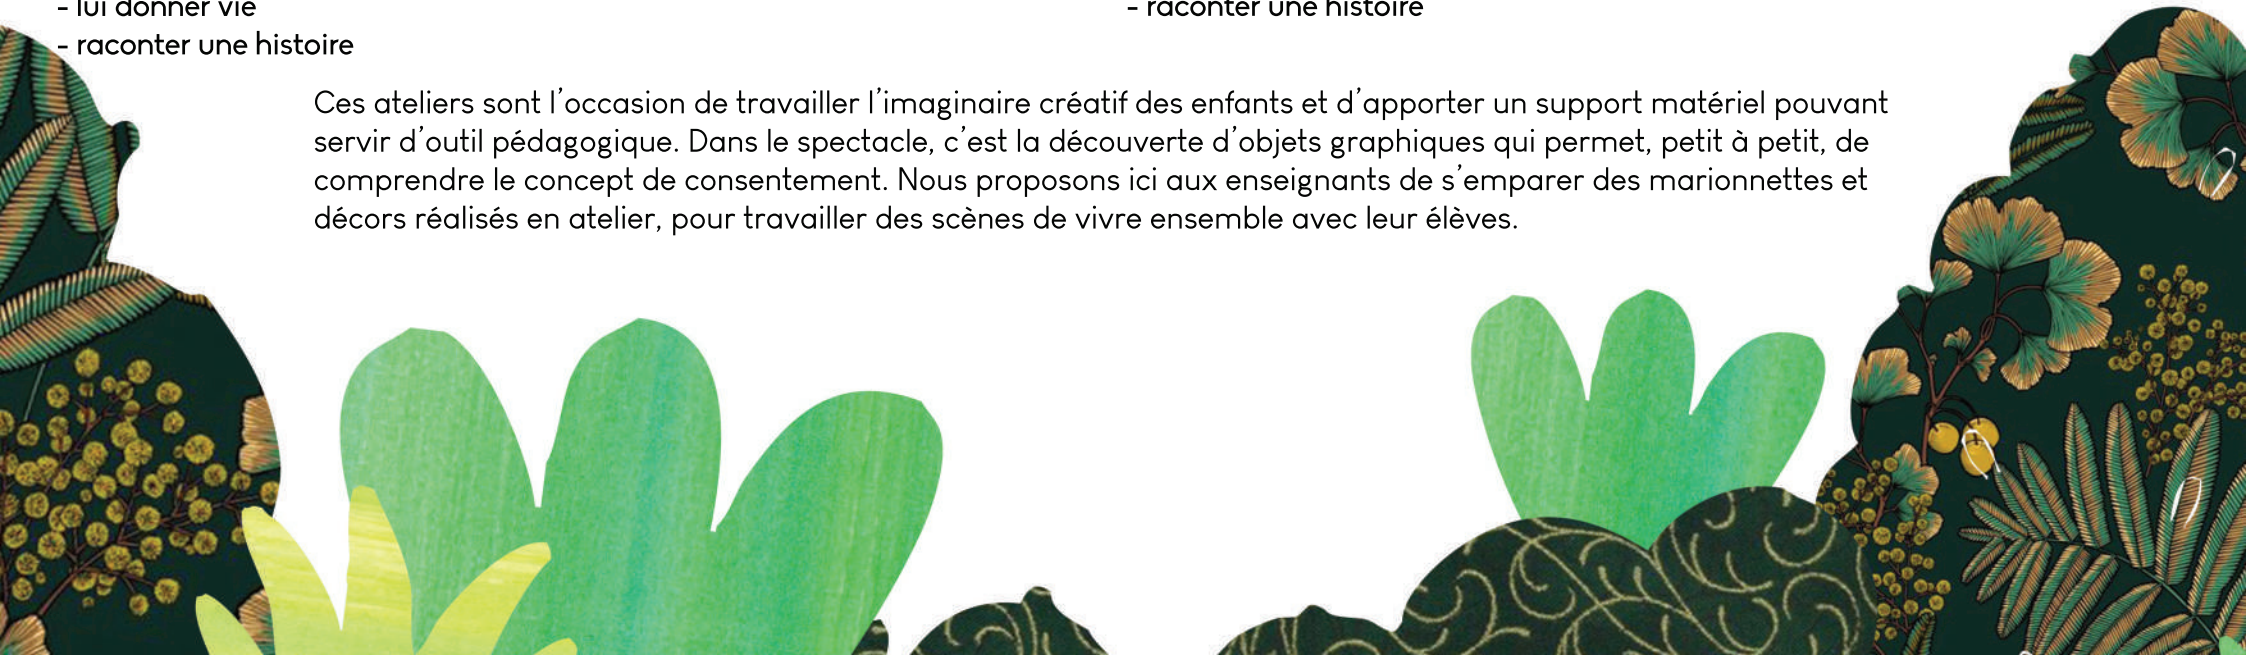 - lui donner vie
- raconter une histoire
- raconter une histoire
Ces ateliers sont l’occasion de travailler l’imaginaire créatif des enfants et d’apporter un support matériel pouvant
servir d’outil pédagogique. Dans le spectacle, c’est la découverte d’objets graphiques qui permet, petit à petit, de
comprendre le concept de consentement. Nous proposons ici aux enseignants de s’emparer des marionnettes et
décors réalisés en atelier, pour travailler des scènes de vivre ensemble avec leur élèves.